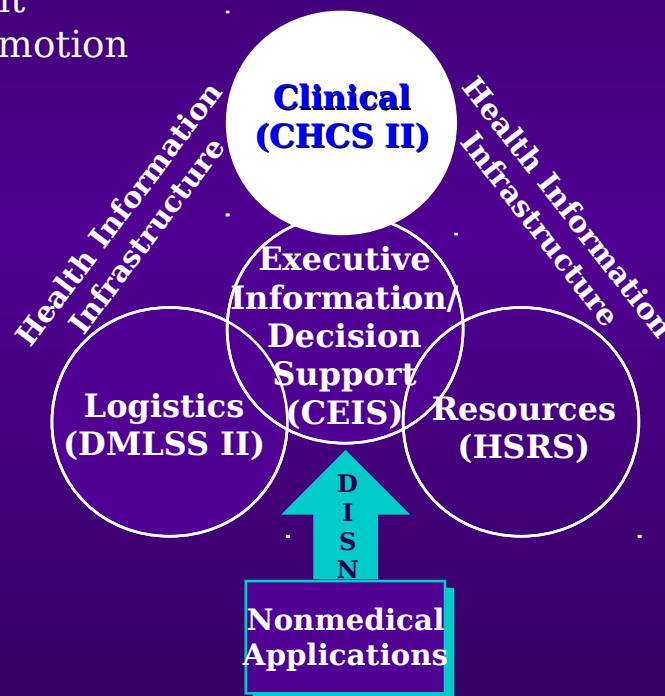 motion
Clinical
(CHCS II)
Health Information
Infrastructure
Health Information
Infrastructure
Executive
Information/
Decision
Support
(CEIS)
Logistics
(DMLSS II)
Resources
(HSRS)
D
I
S
N
Nonmedical
Applications